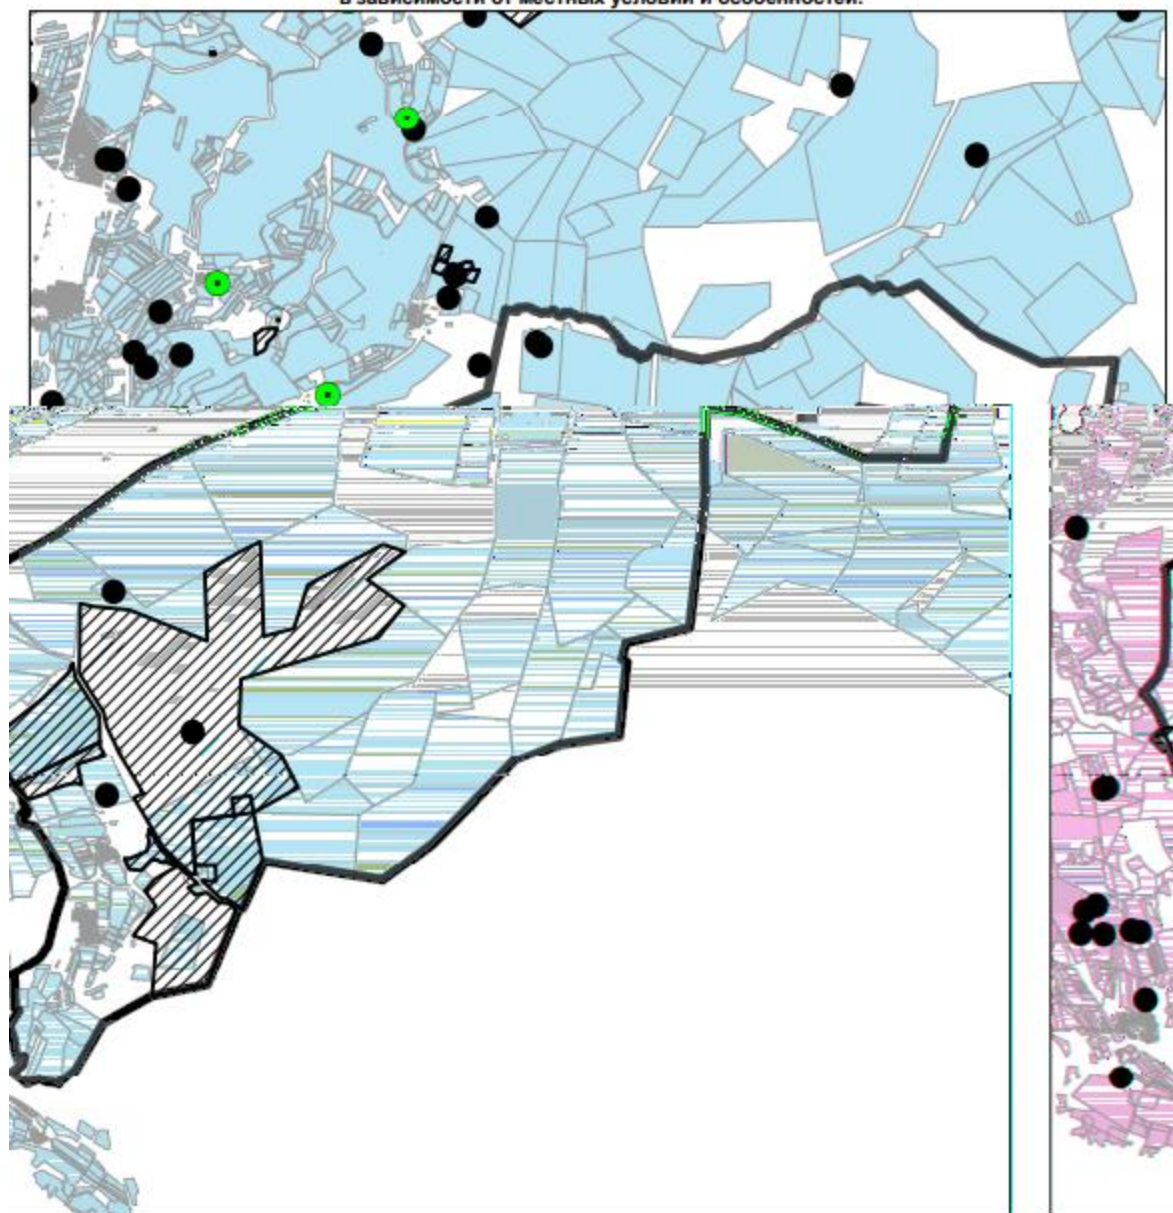 в зависимости от местных условий и особенностей.